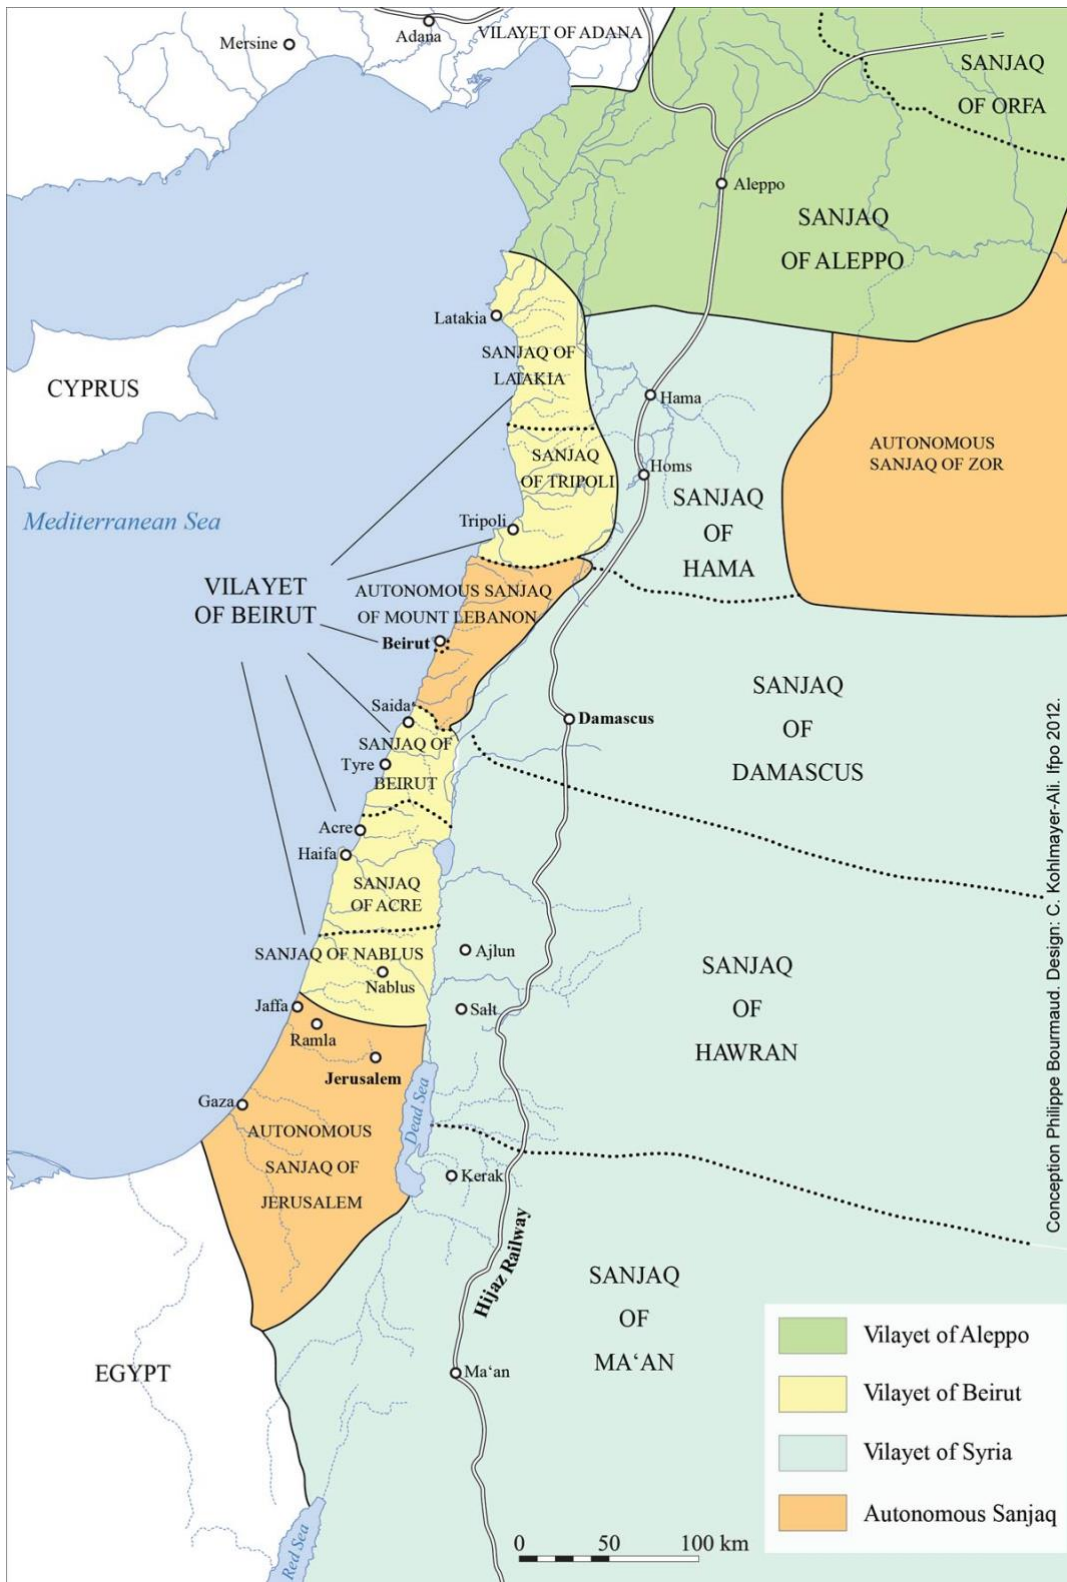 Mersine
Adana
VILAYET OF ADANA
SANJAQ
OF ORFA
Aleppo
SANJAQ
OF ALEPPO
Latakia
SANJAQ OF
LATAKIA
CYPRUS
Hama
AUTONOMOUS
SANJAQ OF ZOR
SANJAQ
OF TRIPOLI
Homs
SANJAQ
OF
HAMA
Mediterranean Sea
Tripoli
VILAYET
OF BEIRUT
AUTONOMOUS SANJAQ
OF MOUNT LEBANON
Beirut
Saida
SANJAQ OF
BEIRUT
Tyre
Damascus
SANJAQ
OF
DAMASCUS
Acre
Haifa
SANJAQ
OF ACRE
SANJAQ OF NABLUS
Nablus
Ajlun
Salt
SANJAQ
OF
HAWRAN
Jaffa
Ramla
Jerusalem
Gaza
AUTONOMOUS
SANJAQ OF
JERUSALEM
Dead Sea
Kerak
Hijaz Railway
SANJAQ
OF
MA‘AN
Ma‘an
EGYPT
Red Sea
Conception Philippe Bourmaud. Design: C. Kohlmayer-Ali. Ifpo 2012.
Vilayet of Aleppo
Vilayet of Beirut
Vilayet of Syria
Autonomous Sanjaq
0 50 100 km